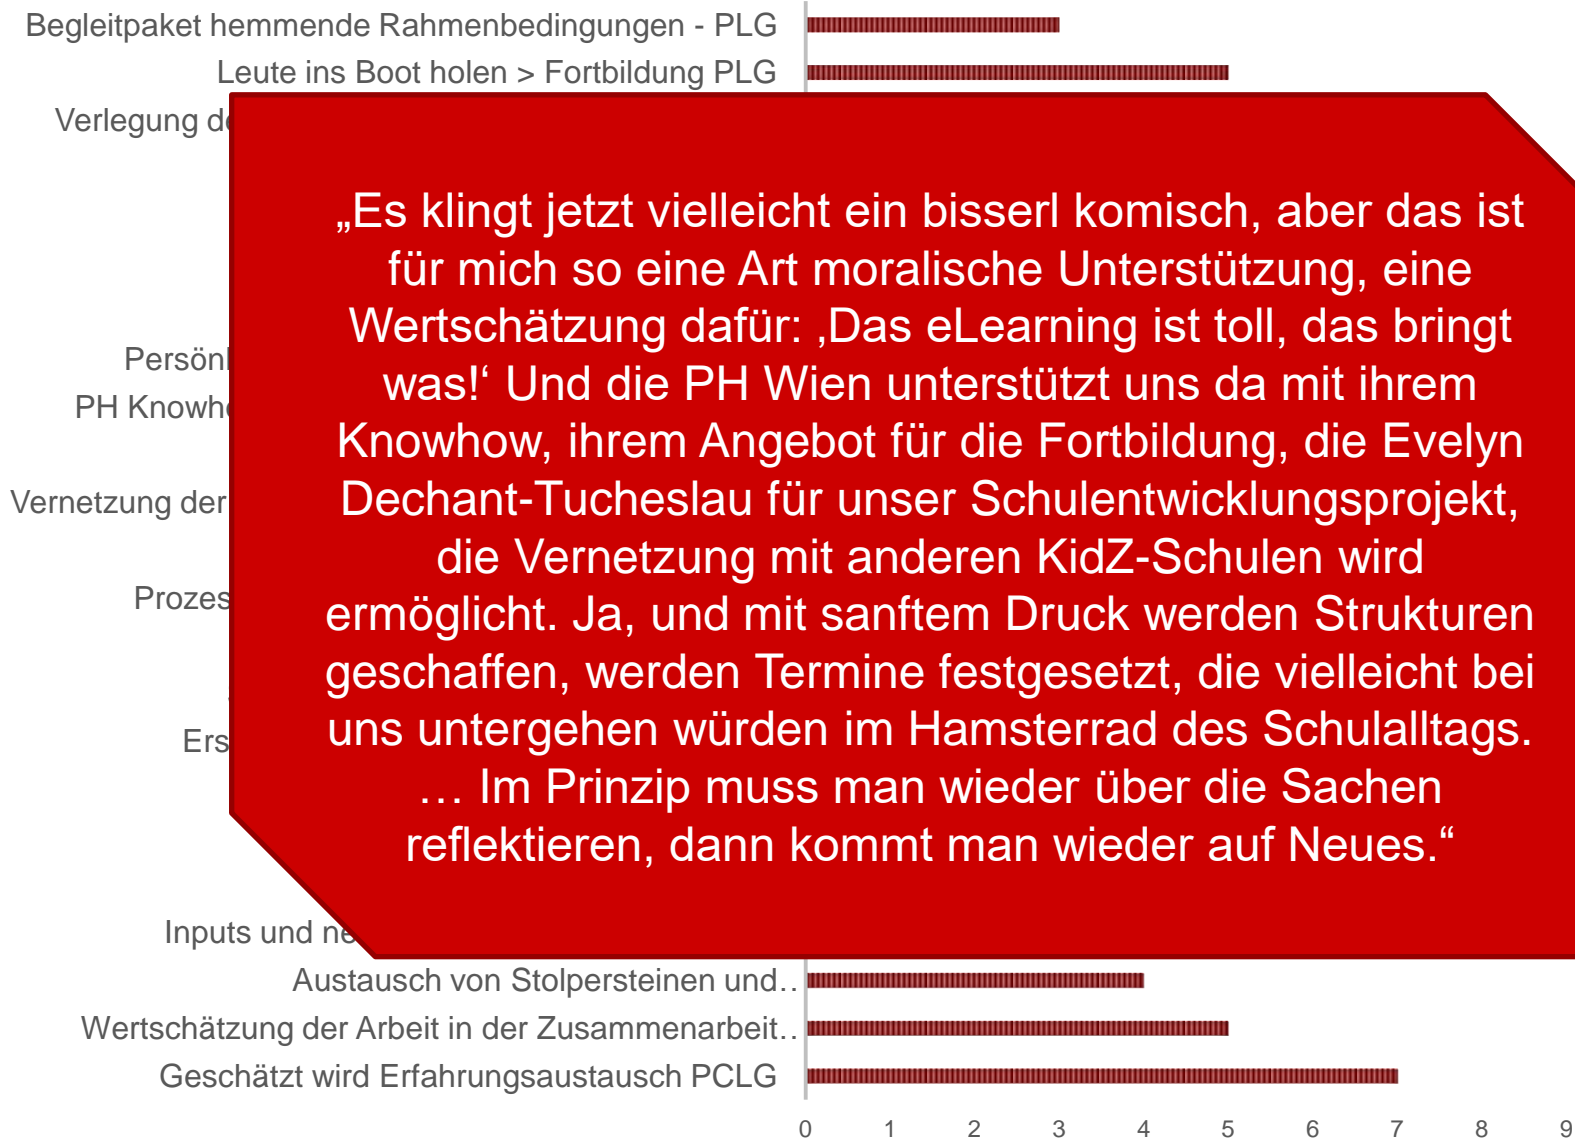 Begleitpaket hemmende Rahmenbedingungen - PLG
Leute ins Boot holen > Fortbildung PLG
Verlegung
„Es klingt jetzt vielleicht ein bisserl komisch, aber das ist
für mich so eine Art moralische Unterstützung, eine
Wertschätzung dafür: ‚Das eLearning ist toll, das bringt
was!‘ Und die PH Wien unterstützt uns da mit ihrem
Knowhow, ihrem Angebot für die Fortbildung, die Evelyn
Dechant-Tucheslau für unser Schulentwicklungsprojekt,
die Vernetzung mit anderen KidZ-Schulen wird
ermöglicht. Ja, und mit sanftem Druck werden Strukturen
geschaffen, werden Termine festgesetzt, die vielleicht bei
uns untergehen würden im Hamsterrad des Schulalltags.
… Im Prinzip muss man wieder über die Sachen
reflektieren, dann kommt man wieder auf Neues.“
PH
Vernetzung der
Inputs und
Austausch von Stolpersteinen und..
Wertschätzung der Arbeit in der Zusammenarbeit..
Geschätzt wird Erfahrungsaustausch PCLG
0 1 2 3 4 5 6 7 8 9